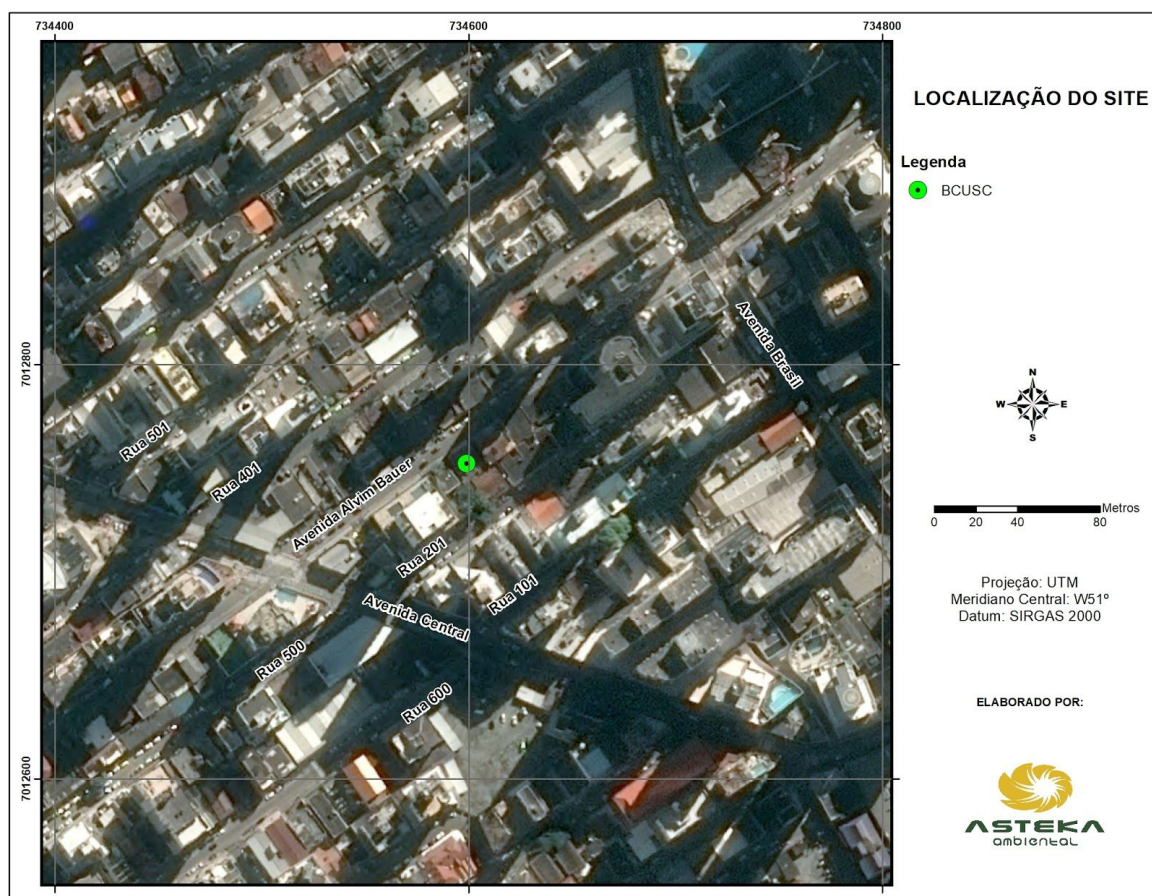 734400
734600
734800
LOCALIZAÇÃO DO SITE
Legenda
BCUSC
7012800
Avenida Brasil
Rua 501
Rua 401
Avenida Alvim Bauer
Rua 201
Rua 101
Avenida Central
Rua 500
Rua 600
7012600
N
W
E
S
0 20 40 80 Metros
Projeção: UTM
Meridiano Central: W51º
Datum: SIRGAS 2000
ELABORADO POR:
ASTEKA
ambiental